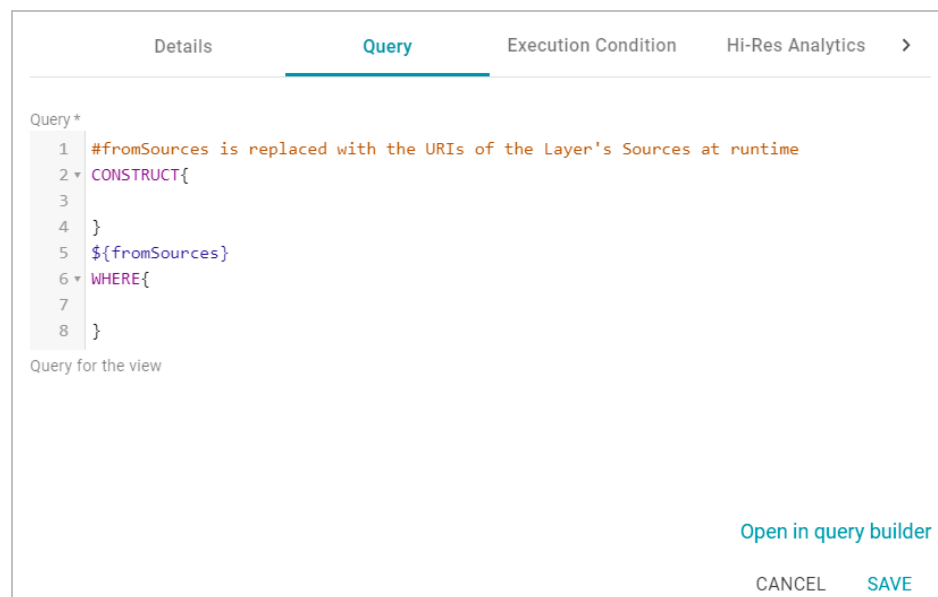 Details Query Execution Condition Hi-Res Analytics >
Query *
1 #fromSources is replaced with the URIs of the Layer's Sources at runtime
2 CONSTRUCT{
3
4 }
5 ${fromSources}
6 WHERE{
7
8 }
Query for the view
Open in query builder
CANCEL SAVE